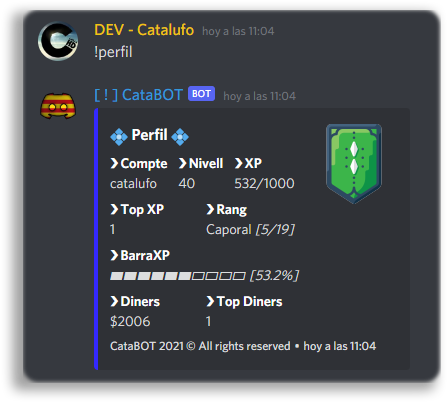 DEV - Catalufo hoy a las 11:04
!perfil
[ ! ] CataBOT BOT hoy a las 11:04
Perfil
❯Compte ❯Nivell ❯XP
catalufo 40 532/1000
❯Top XP ❯Rang
1 Caporal [5/19]
❯BarraXP
[53.2%]
❯Diners ❯Top Diners
$2006 1
CataBOT 2021 © All rights reserved • hoy a las 11:04